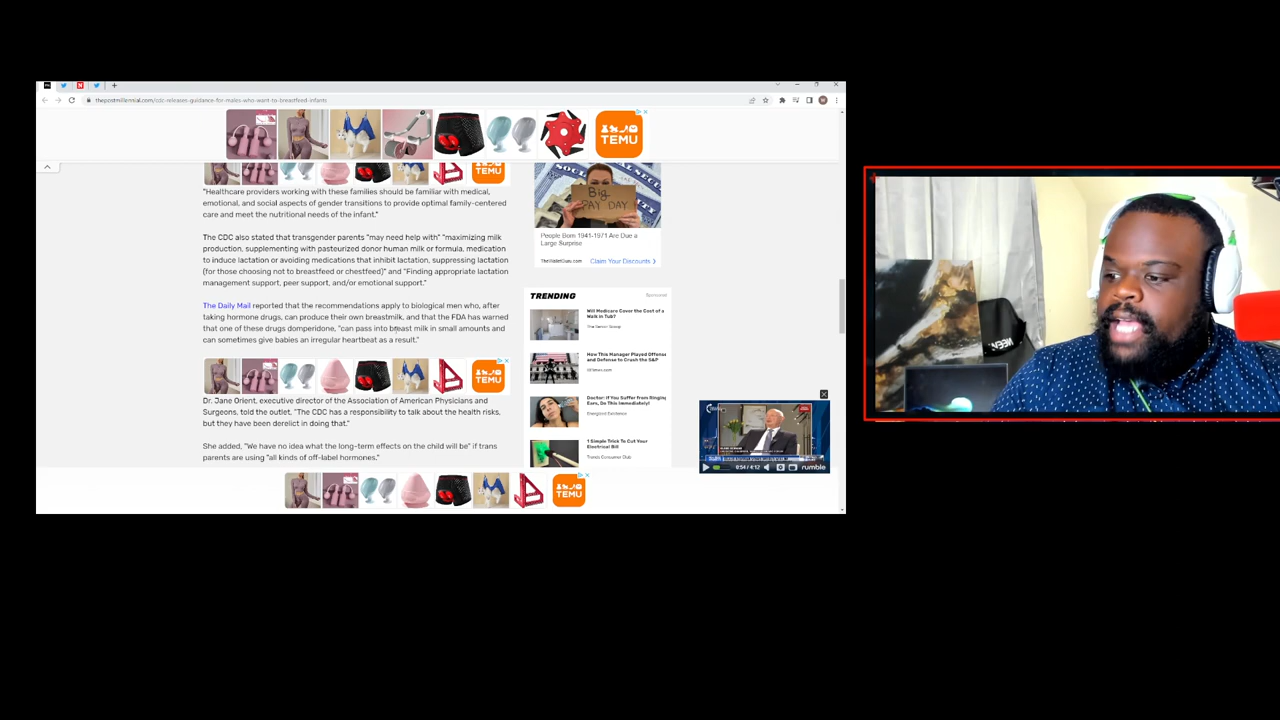 thepostmillennial.com/cdc-releases-guidance-for-males-who-want-to-breastfeed-infants
TEMU
TEMU
"Healthcare providers working with these families should be familiar with medical,
emotional, and social aspects of gender transitions to provide optimal family-centered
care and meet the nutritional needs of the infant."
The CDC also stated that transgender parents "may need help with" "maximizing milk
production, supplementing with pasteurized donor human milk or formula, medication
to induce lactation or avoiding medications that inhibit lactation, suppressing lactation
(for those choosing not to breastfeed or chestfeed)" and "Finding appropriate lactation
management support, peer support, and/or emotional support."
The Daily Mail reported that the recommendations apply to biological men who, after
taking hormone drugs, can produce their own breastmilk, and that the FDA has warned
that one of these drugs domperidone, "can pass into breast milk in small amounts and
can sometimes give babies an irregular heartbeat as a result."
TEMU
Dr. Jane Orient, executive director of the Association of American Physicians and
Surgeons, told the outlet, "The CDC has a responsibility to talk about the health risks,
but they have been derelict in doing that."
She added, "We have no idea what the long-term effects on the child will be" if trans
parents are using "all kinds of off-label hormones."
TEMU
SOCIAL SECURITY
Big
PAY DAY
People Born 1941-1971 Are Due a
Large Surprise
TheWalletGuy.com
Claim Your Discounts
TRENDING
Sponsored
Will Medicare Cover the Cost of a
Walk in Tub?
How This Manager Played Offense
and Defense to Crush the S&P
Doctor: If You Suffer from Ringing
Ears, Do This Immediately!
1 Simple Trick To Cut Your
Electrical Bill
Trends Consumer Club
0:54 / 4:12
rumble